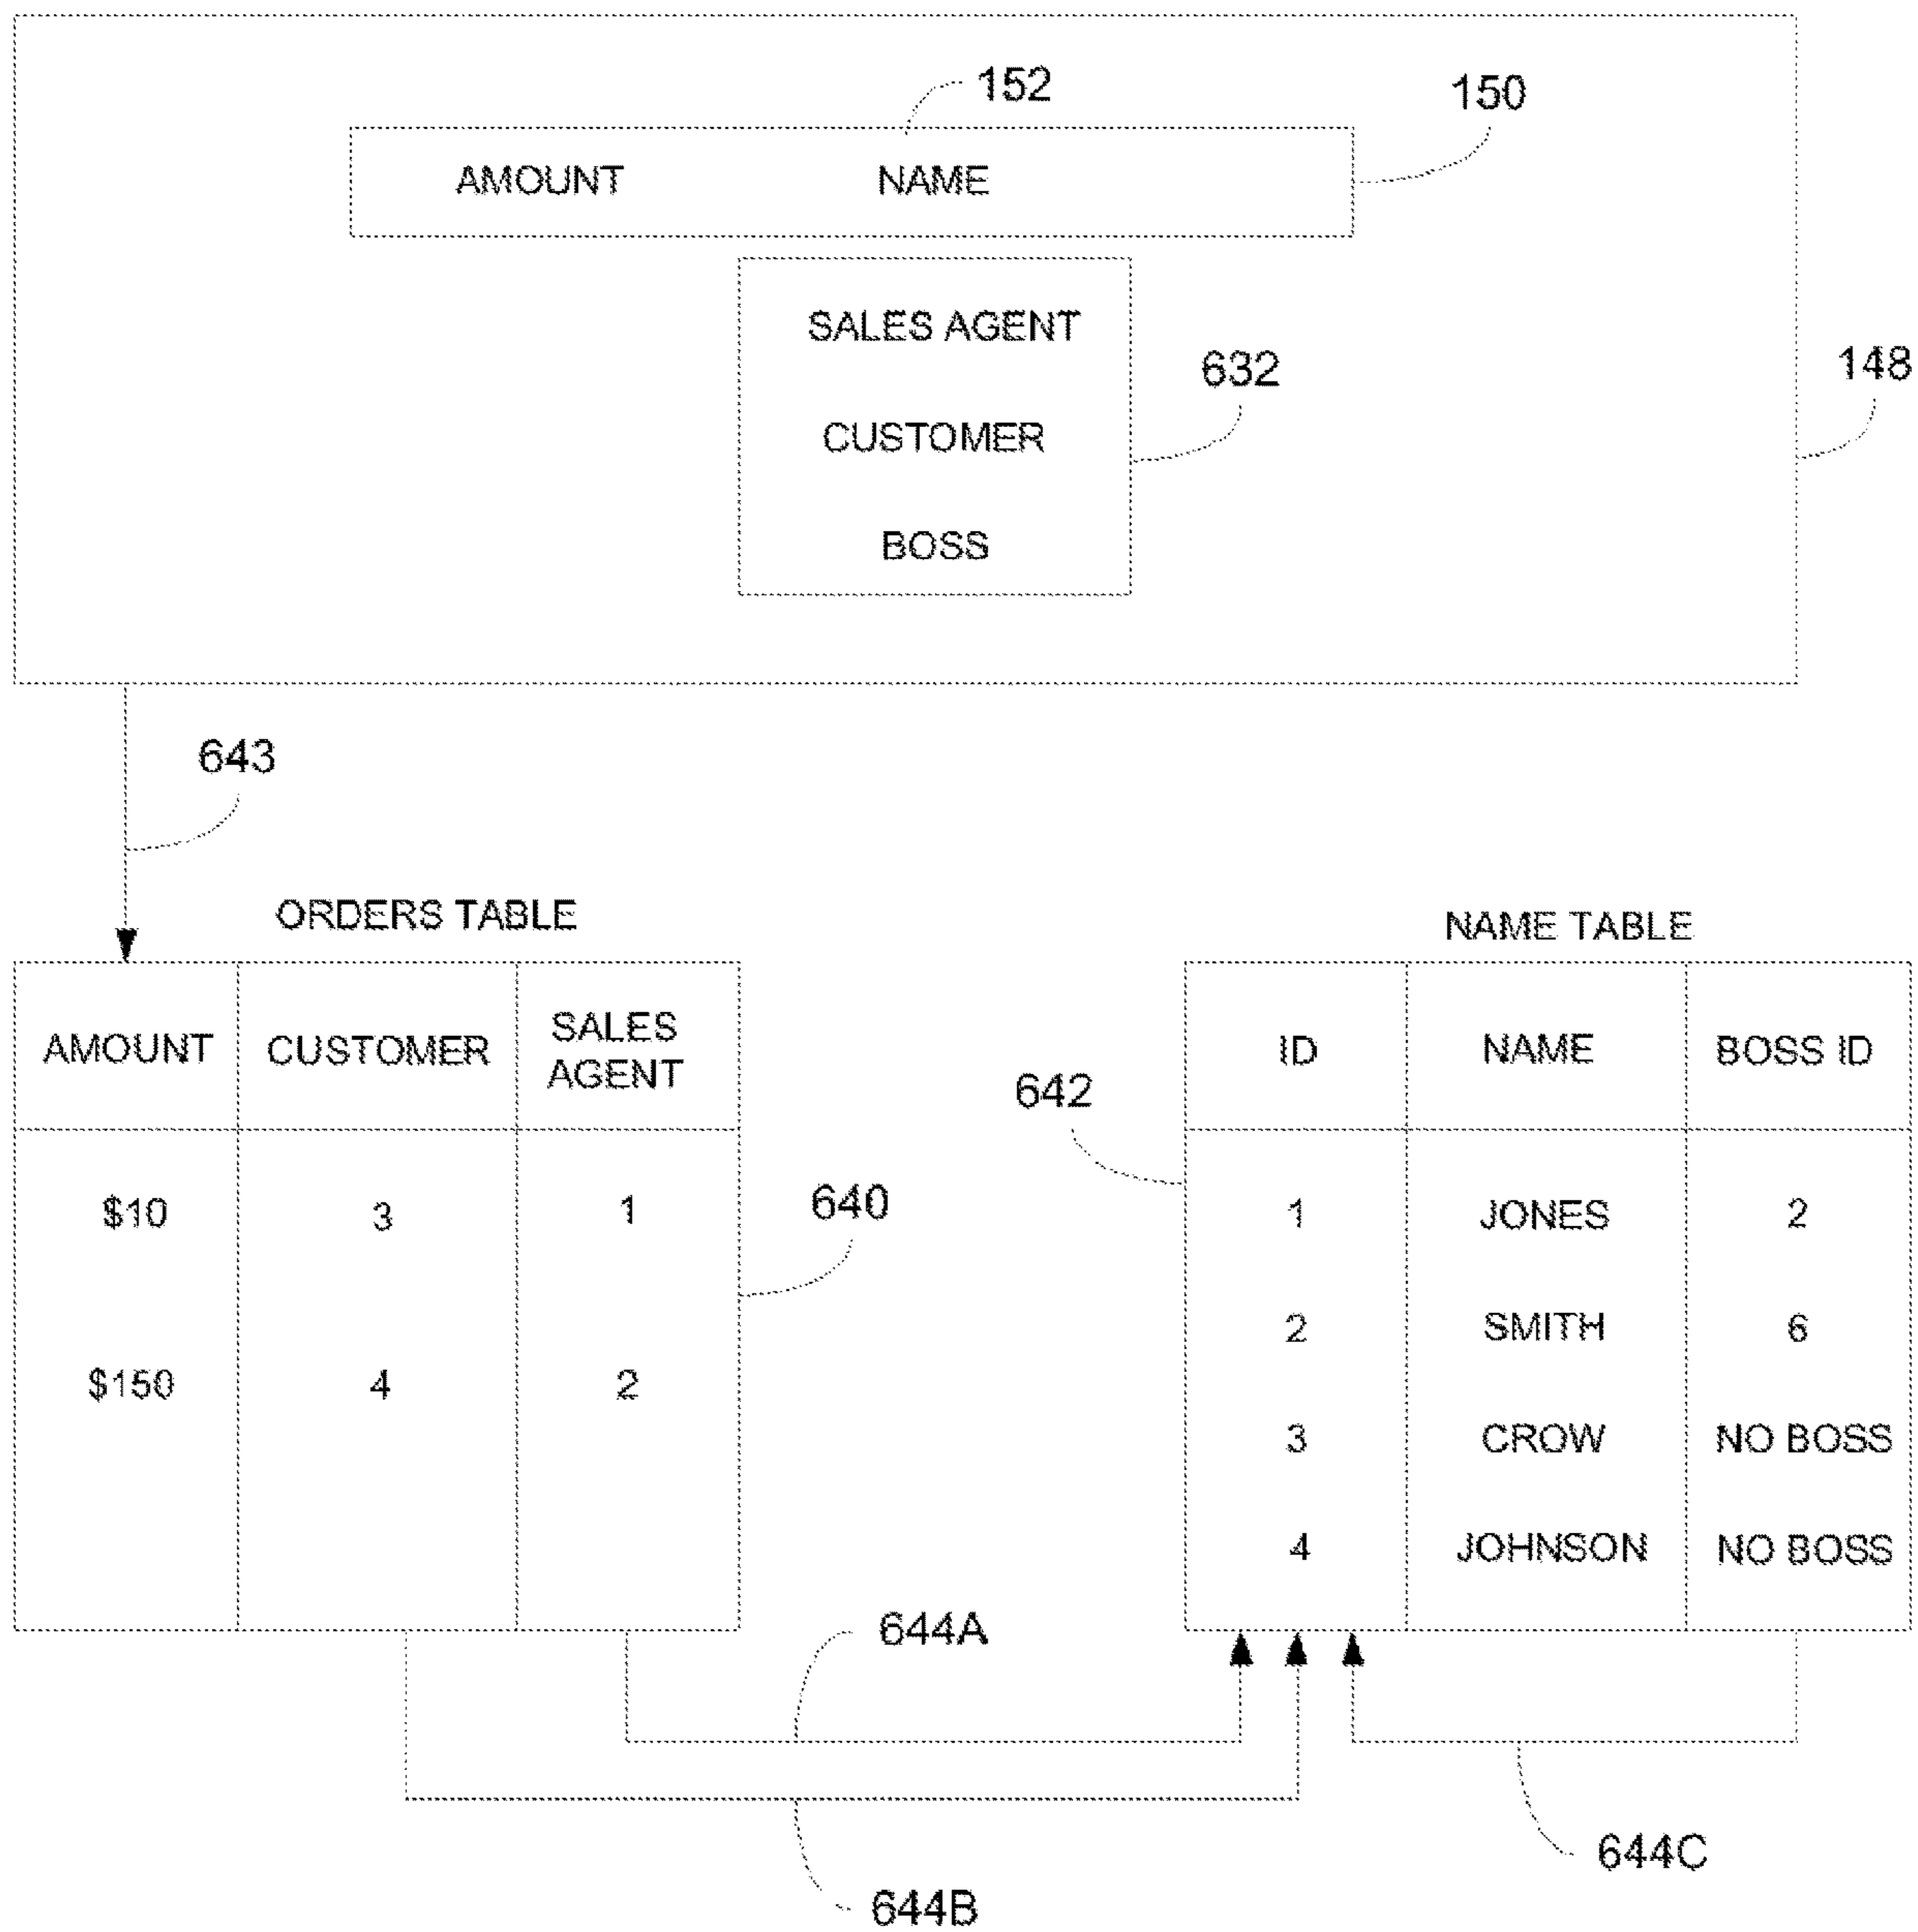 152
150
AMOUNT NAME
SALES AGENT
632
148
CUSTOMER
BOSS
643
ORDERS TABLE
NAME TABLE
AMOUNT CUSTOMER SALES AGENT
ID NAME BOSS ID
642
640
$10 3 1
1 JONES 2
2 SMITH 6
$150 4 2
3 CROW NO BOSS
4 JOHNSON NO BOSS
644A
644C
644B